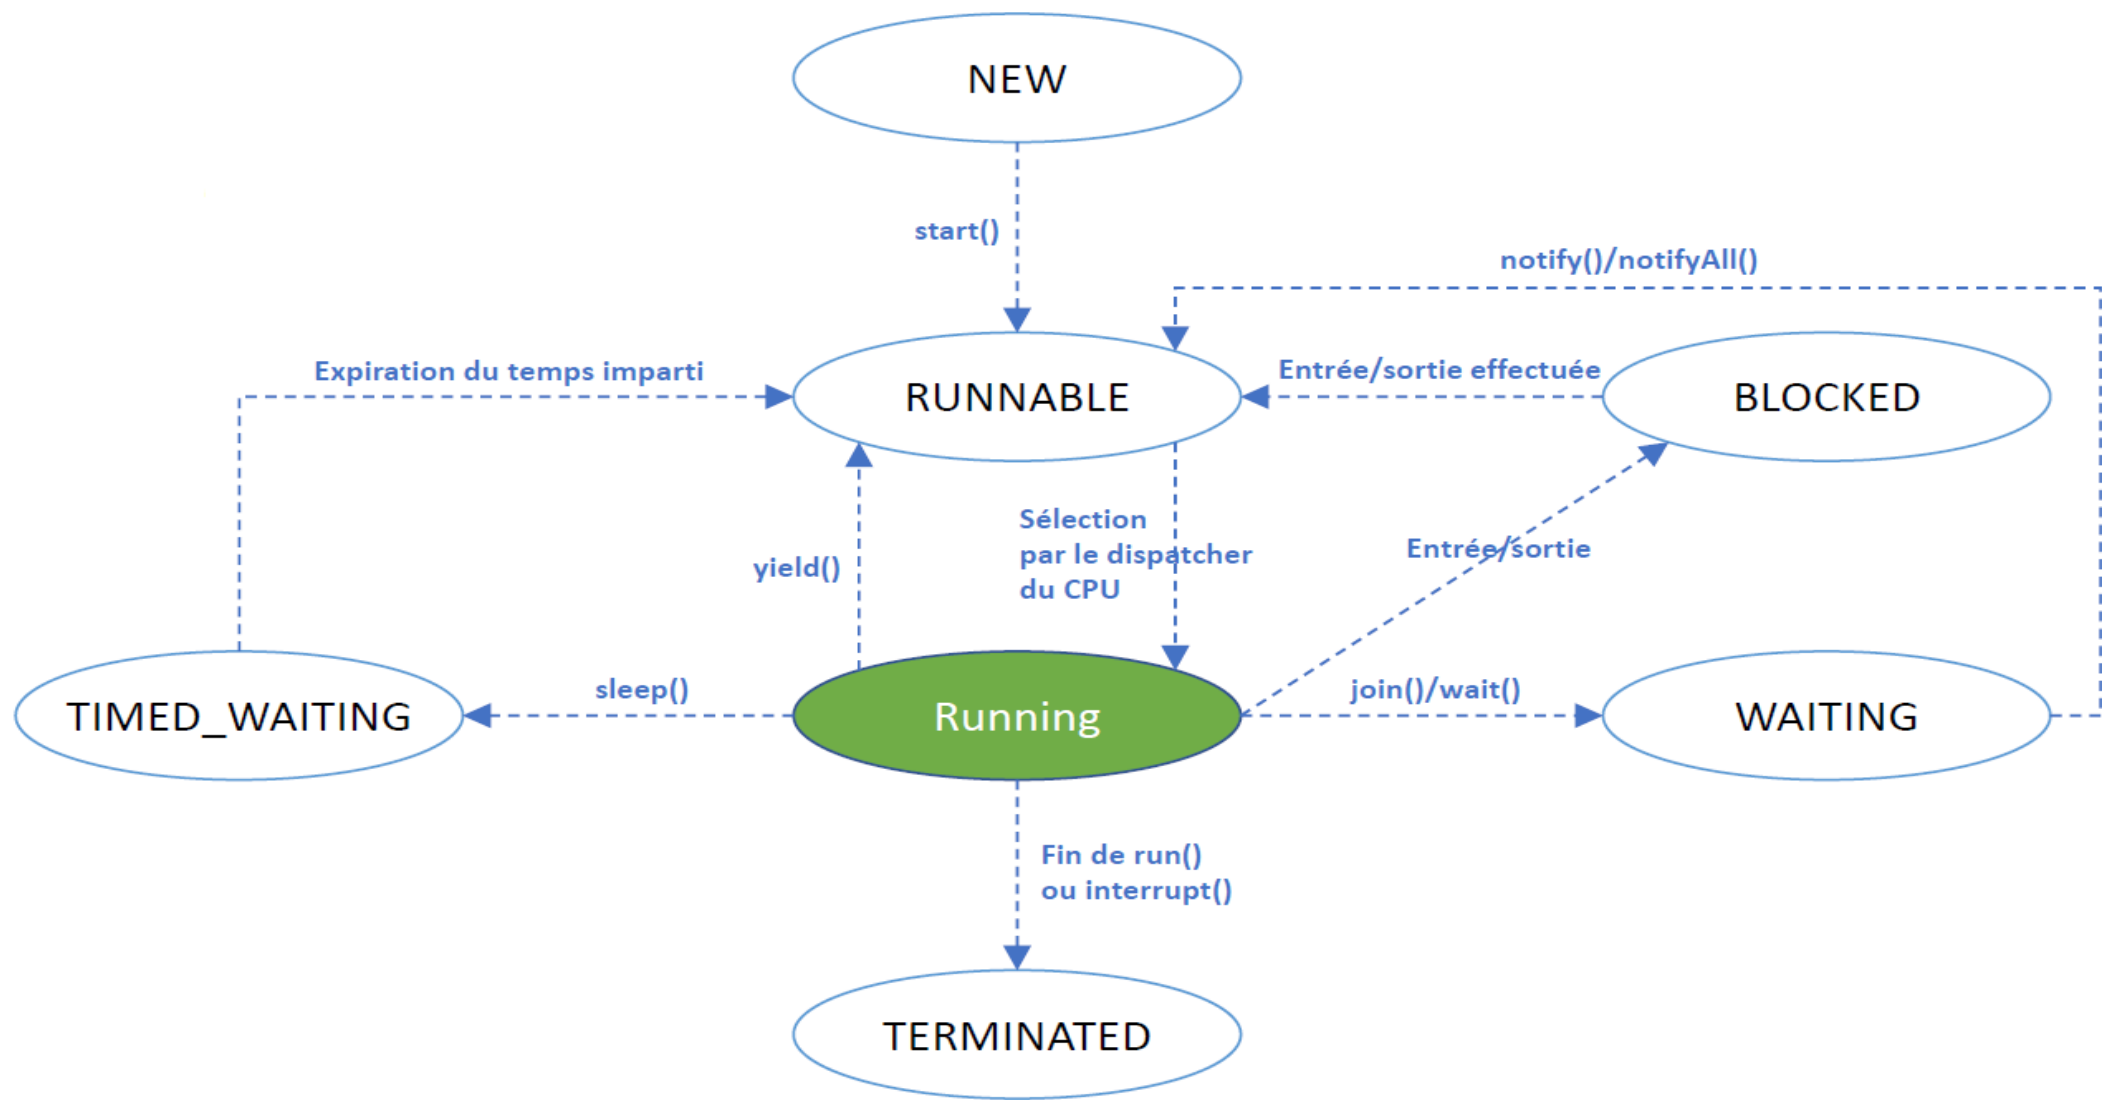 NEW
start()
notify()/notifyAll()
Expiration du temps imparti
RUNNABLE
Entrée/sortie effectuée
BLOCKED
yield()
Sélection
par le dispatcher
du CPU
Entrée/sortie
TIMED_WAITING
sleep()
Running
join()/wait()
WAITING
Fin de run()
ou interrupt()
TERMINATED